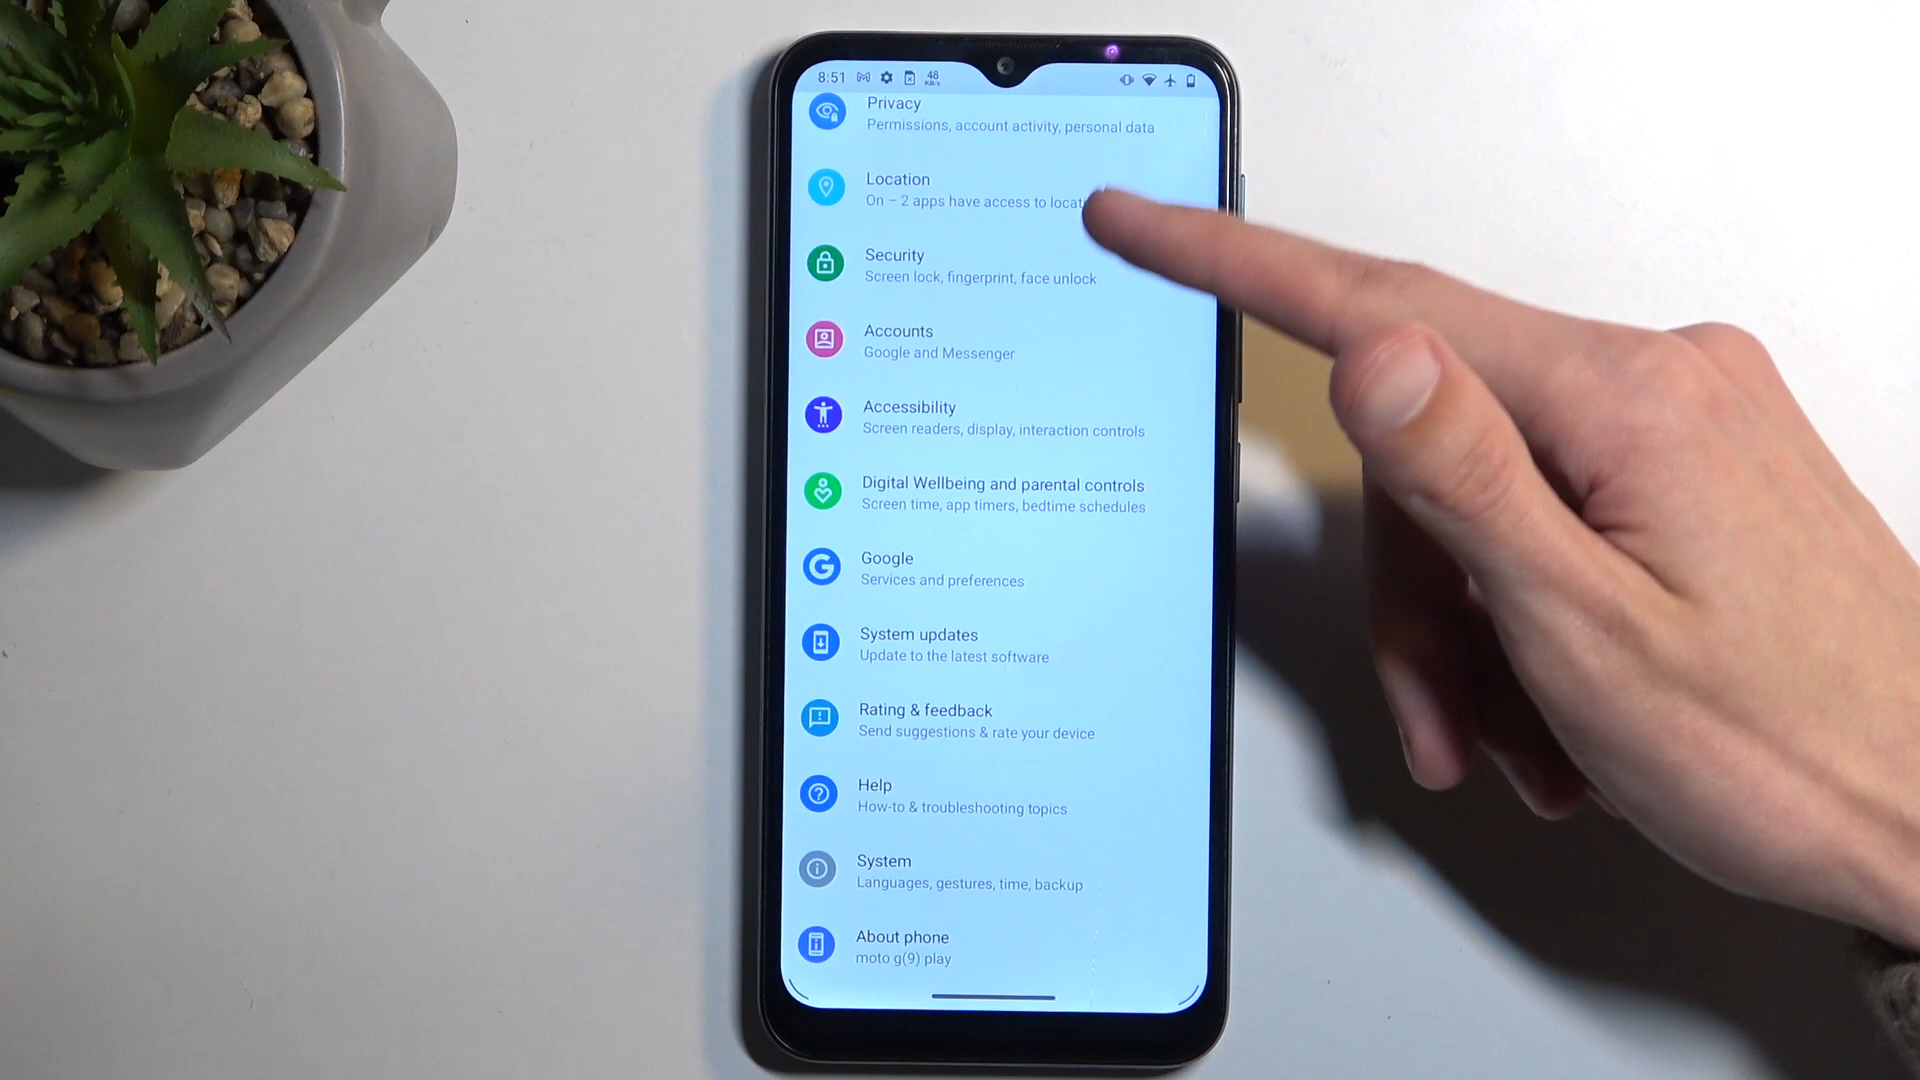 8:51 48 KB/s
Privacy
Permissions, account activity, personal data
Location
On – 2 apps have access to
Security
Screen lock, fingerprint, face unlock
Accounts
Google and Messenger
Accessibility
Screen readers, display, interaction controls
Digital Wellbeing and parental controls
Screen time, app timers, bedtime schedules
Google
Services and preferences
System updates
Update to the latest software
Rating & feedback
Send suggestions & rate your device
Help
How-to & troubleshooting topics
System
Languages, gestures, time, backup
About phone
moto g(9) play